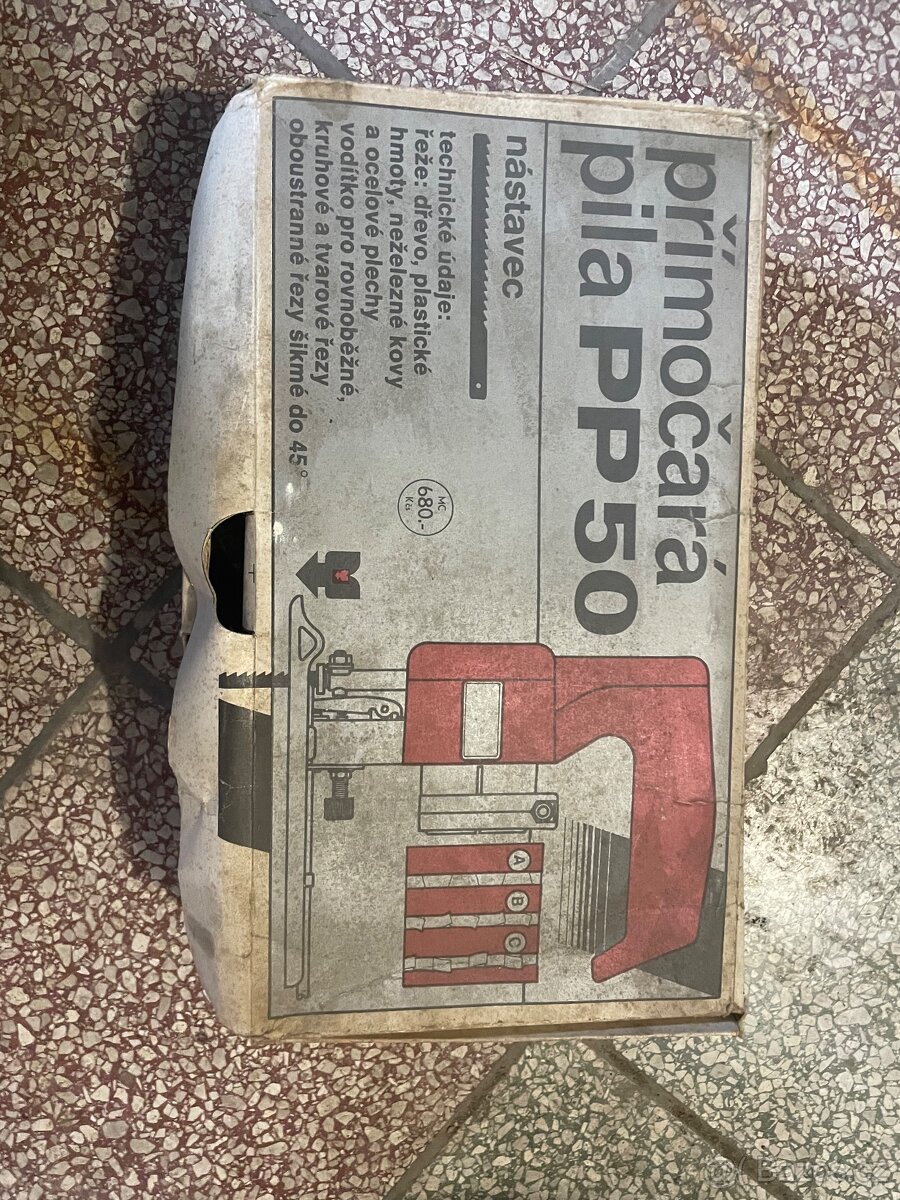 přímočará
pila PP 50
nástavec
technické údaje:
řeže: dřevo, plastické
hmoty, neželezné kovy
a ocelové plechy
vodítko pro rovnoběžné,
kruhové a tvarové řezy
oboustranné řezy šikmé do 45°
MC
680,-
Kčs
A
B
C